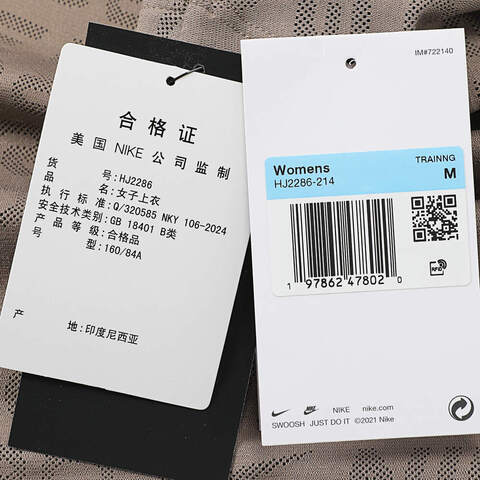 合格证
美国 NIKE 公司监制
货号:HJ2286
品名:女子上衣
执行标准:Q/320585 NKY 106-2024
安全技术类别:GB 18401 B类
产品等级:合格品
型:160/84A
产地:印度尼西亚
IM#722140
Womens
TRAINNG
HJ2286-214
M
1 97862 47802 0
RFID
NIKE nike.com
SWOOSH JUST DO IT ©2021 Nike